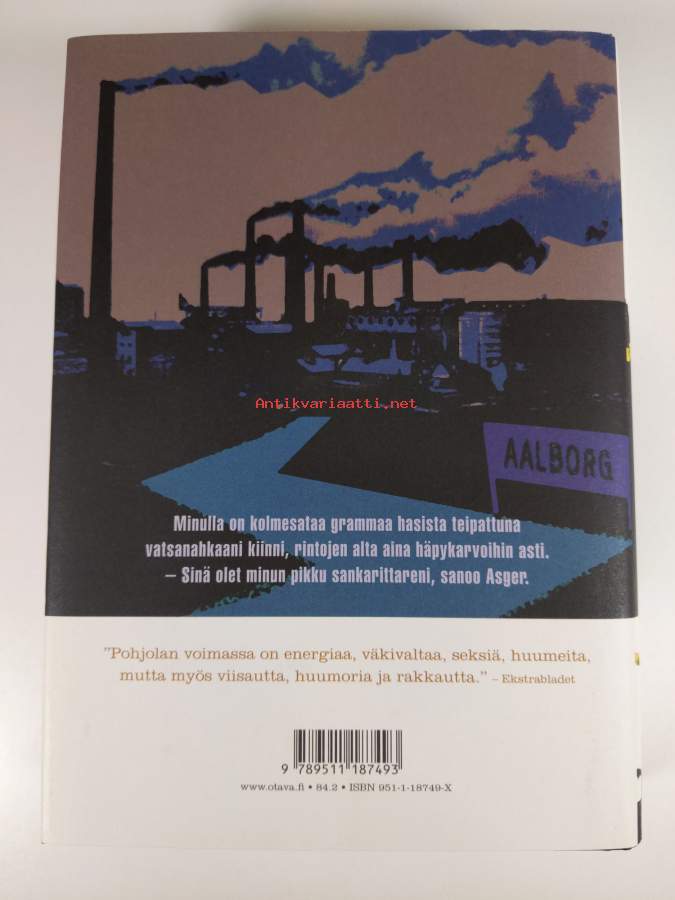 Antikvariaatti.net
AALBORG
Minulla on kolmesataa grammaa hasista teipattuna
vatsanahkaani kiinni, rintojen alta aina häpykarvoihin asti.
– Sinä olet minun pikku sankarittareni, sanoo Asger.
”Pohjolan voimassa on energiaa, väkivaltaa, seksiä, huumeita,
mutta myös viisautta, huumoria ja rakkautta.” – Ekstrabladet
9 789511 187493
www.otava.fi • 84.2 • ISBN 951-1-18749-X